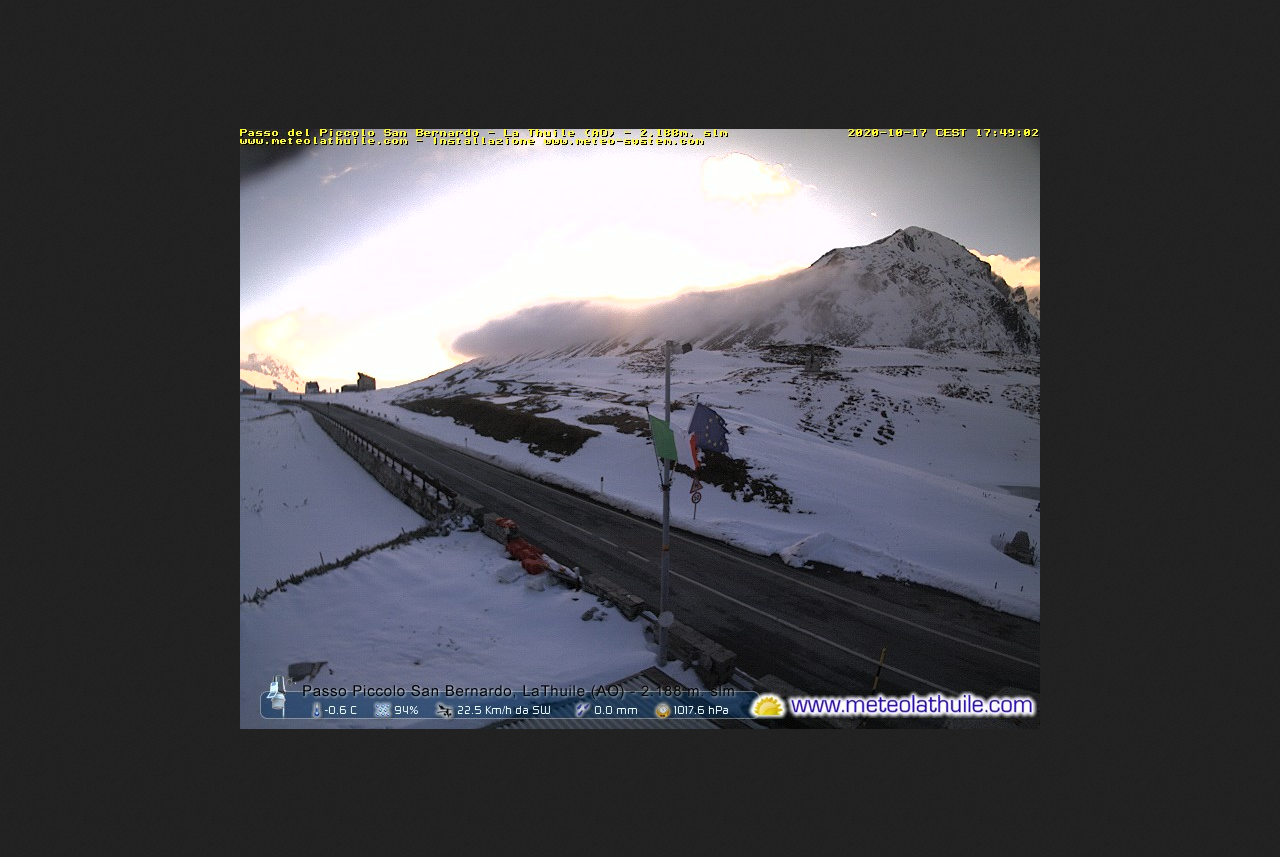 Passo del Piccolo San Bernardo - La Thuile (AO) - 2.188m. slm
2020-10-17 CEST 17:49:02
www.meteolathuile.com - Installazione www.meteo-system.com
Passo Piccolo San Bernardo, LaThuile (AO) - 2.188 m. slm
-0.6 C 94% 22.5 Km/h da SW 0.0 mm 1017.6 hPa
www.meteolathuile.com